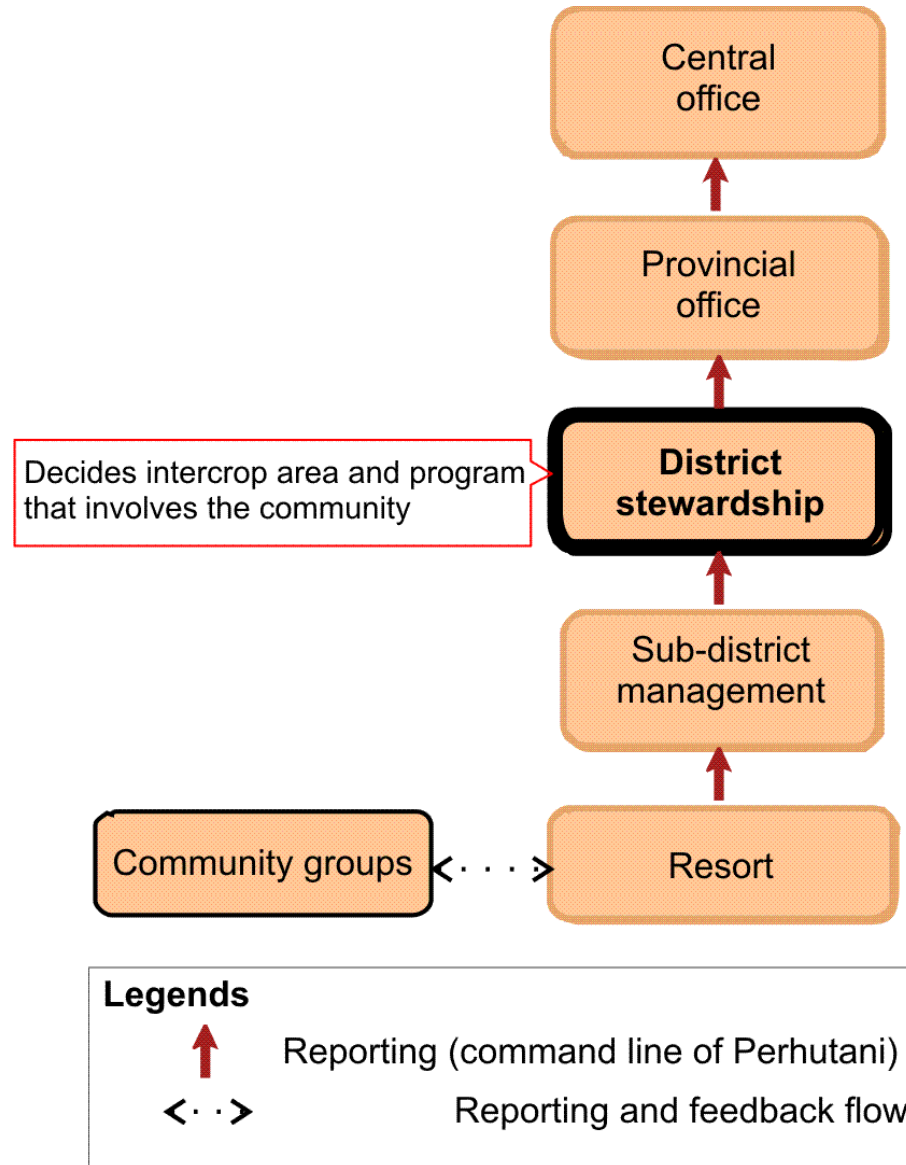 Central
office
Provincial
office
Decides intercrop area and program
that involves the community
District
stewardship
Sub-district
management
Community groups
Resort
Legends
Reporting (command line of Perhutani)
Reporting and feedback flow